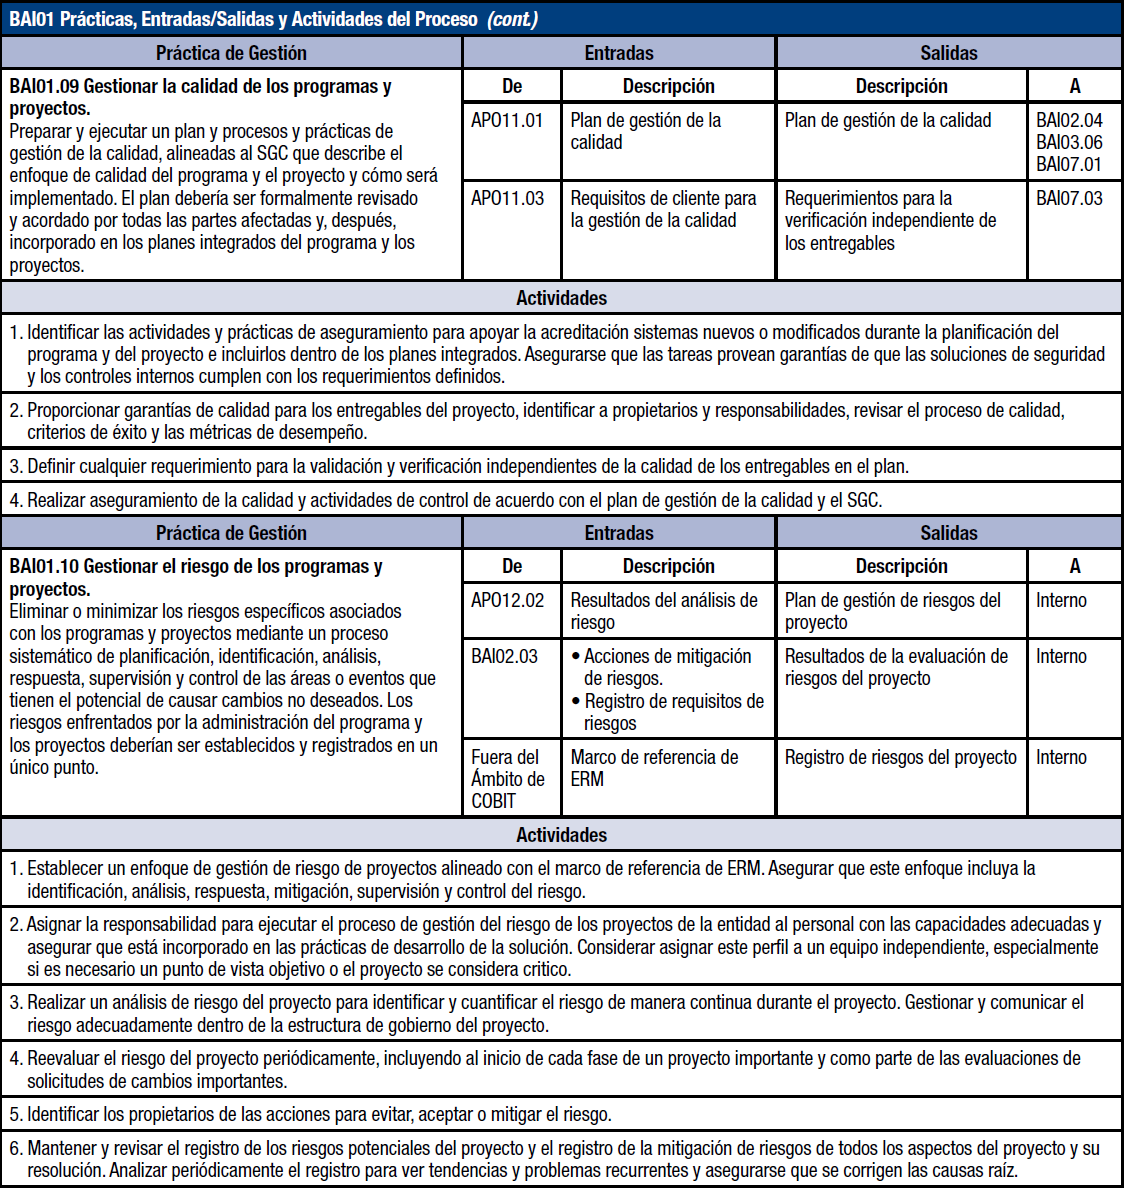 BAI01 Prácticas, Entradas/Salidas y Actividades del Proceso (cont.)
Práctica de Gestión
Entradas
Salidas
BAI01.09 Gestionar la calidad de los programas y
proyectos.
Preparar y ejecutar un plan y procesos y prácticas de
gestión de la calidad, alineadas al SGC que describe el
enfoque de calidad del programa y el proyecto y cómo será
implementado. El plan debería ser formalmente revisado
y acordado por todas las partes afectadas y, después,
incorporado en los planes integrados del programa y los
proyectos.
De
Descripción
Descripción
A
APO11.01
Plan de gestión de la
calidad
Plan de gestión de la calidad
BAI02.04
BAI03.06
BAI07.01
APO11.03
Requisitos de cliente para
la gestión de la calidad
Requerimientos para la
verificación independiente de
los entregables
BAI07.03
Actividades
1. Identificar las actividades y prácticas de aseguramiento para apoyar la acreditación sistemas nuevos o modificados durante la planificación del
programa y del proyecto e incluirlos dentro de los planes integrados. Asegurarse que las tareas provean garantías de que las soluciones de seguridad
y los controles internos cumplen con los requerimientos definidos.
2. Proporcionar garantías de calidad para los entregables del proyecto, identificar a propietarios y responsabilidades, revisar el proceso de calidad,
criterios de éxito y las métricas de desempeño.
3. Definir cualquier requerimiento para la validación y verificación independientes de la calidad de los entregables en el plan.
4. Realizar aseguramiento de la calidad y actividades de control de acuerdo con el plan de gestión de la calidad y el SGC.
Práctica de Gestión
Entradas
Salidas
BAI01.10 Gestionar el riesgo de los programas y
proyectos.
Eliminar o minimizar los riesgos específicos asociados
con los programas y proyectos mediante un proceso
sistemático de planificación, identificación, análisis,
respuesta, supervisión y control de las áreas o eventos que
tienen el potencial de causar cambios no deseados. Los
riesgos enfrentados por la administración del programa y
los proyectos deberían ser establecidos y registrados en un
único punto.
De
Descripción
Descripción
A
APO12.02
Resultados del análisis de
riesgo
Plan de gestión de riesgos del
proyecto
Interno
BAI02.03
• Acciones de mitigación
de riesgos.
• Registro de requisitos de
riesgos
Resultados de la evaluación de
riesgos del proyecto
Interno
Fuera del
Ámbito de
COBIT
Marco de referencia de
ERM
Registro de riesgos del proyecto
Interno
Actividades
1. Establecer un enfoque de gestión de riesgo de proyectos alineado con el marco de referencia de ERM. Asegurar que este enfoque incluya la
identificación, análisis, respuesta, mitigación, supervisión y control del riesgo.
2. Asignar la responsabilidad para ejecutar el proceso de gestión del riesgo de los proyectos de la entidad al personal con las capacidades adecuadas y
asegurar que está incorporado en las prácticas de desarrollo de la solución. Considerar asignar este perfil a un equipo independiente, especialmente
si es necesario un punto de vista objetivo o el proyecto se considera critico.
3. Realizar un análisis de riesgo del proyecto para identificar y cuantificar el riesgo de manera continua durante el proyecto. Gestionar y comunicar el
riesgo adecuadamente dentro de la estructura de gobierno del proyecto.
4. Reevaluar el riesgo del proyecto periódicamente, incluyendo al inicio de cada fase de un proyecto importante y como parte de las evaluaciones de
solicitudes de cambios importantes.
5. Identificar los propietarios de las acciones para evitar, aceptar o mitigar el riesgo.
6. Mantener y revisar el registro de los riesgos potenciales del proyecto y el registro de la mitigación de riesgos de todos los aspectos del proyecto y su
resolución. Analizar periódicamente el registro para ver tendencias y problemas recurrentes y asegurarse que se corrigen las causas raíz.